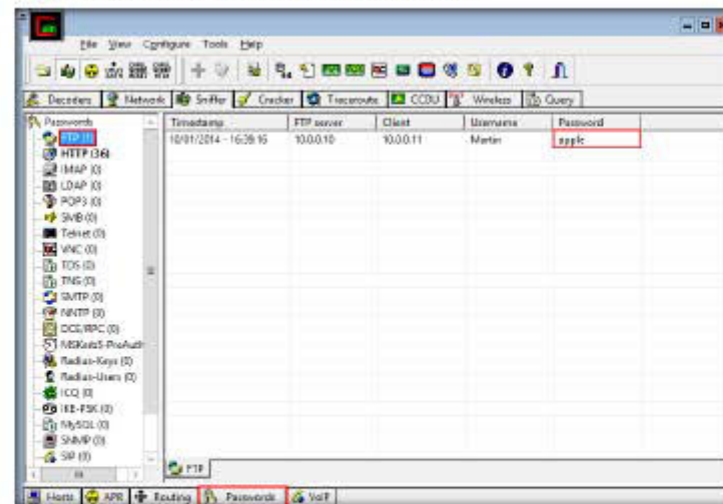 File View Configure Tools Help
Decoders Network Sniffer Cracker Traceroute CCDU Wireless Query
Passwords
FTP (1)
HTTP (36)
IMAP (0)
LDAP (0)
POP3 (0)
SMB (0)
Telnet (0)
VNC (0)
TDS (0)
TNS (0)
SMTP (0)
NNTP (0)
DCE/RPC (0)
MSKerb5-PreAuth
Radius-Keys (0)
Radius-Users (0)
ICQ (0)
IKE-PSK (0)
MySQL (0)
SNMP (0)
SIP (0)
Timestamp FTP server Client Username Password
10/01/2014 - 16:39:16 10.0.0.10 10.0.0.11 Martin apple
FTP
Hosts APR Routing Passwords VoIP